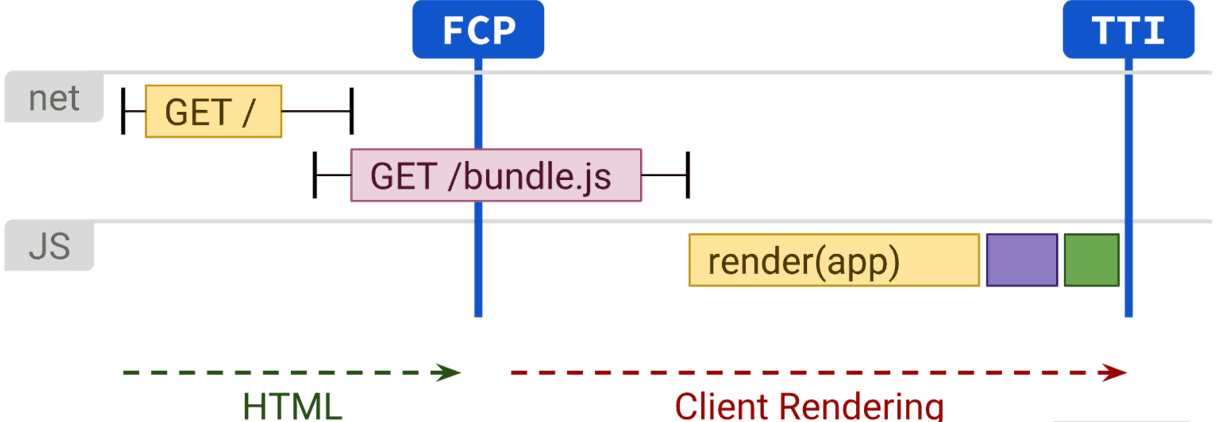 FCP
TTI
net
GET /
GET /bundle.js
JS
render(app)
HTML
Client Rendering